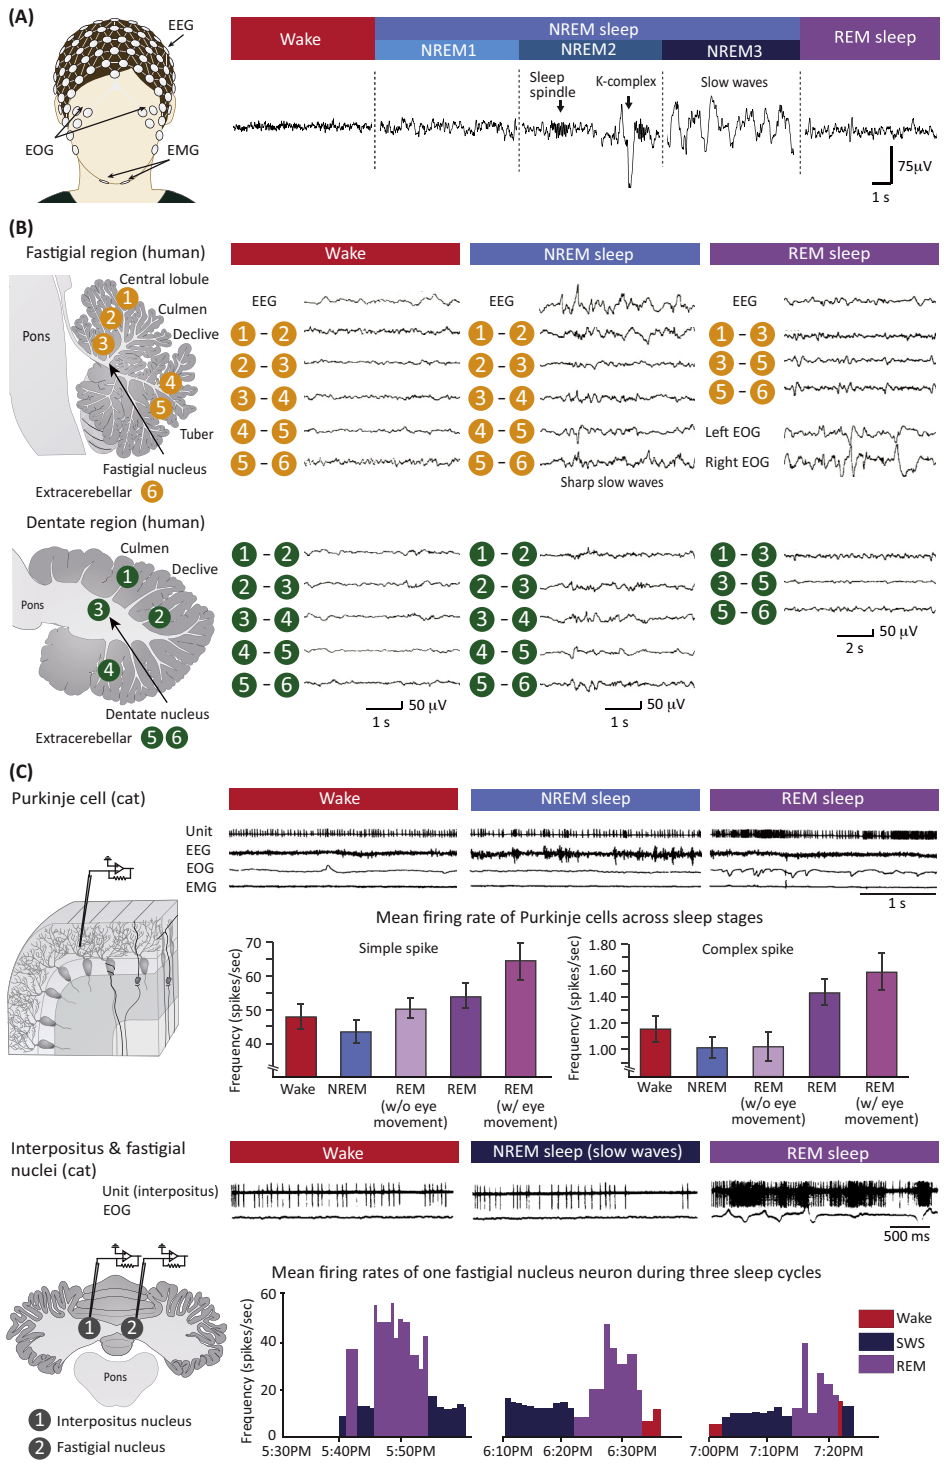 (A)
EEG
EOG
EMG
Wake
NREM sleep
NREM1
NREM2
NREM3
REM sleep
Sleep
spindle
K-complex
Slow waves
75μV
1 s
(B)
Fastigial region (human)
Central lobule
Culmen
Declive
Pons
Tuber
1
2
3
4
5
Fastigial nucleus
Extracerebellar 6
Wake
NREM sleep
REM sleep
EEG
1 – 2
2 – 3
3 – 4
4 – 5
5 – 6
EEG
1 – 2
2 – 3
3 – 4
4 – 5
5 – 6
Sharp slow waves
EEG
1 – 3
3 – 5
5 – 6
Left EOG
Right EOG
Dentate region (human)
Culmen
Declive
Pons
1
2
3
4
Dentate nucleus
Extracerebellar 5 6
1 – 2
2 – 3
3 – 4
4 – 5
5 – 6
50 μV
1 s
1 – 2
2 – 3
3 – 4
4 – 5
5 – 6
50 μV
1 s
1 – 3
3 – 5
5 – 6
50 μV
2 s
(C)
Purkinje cell (cat)
Wake
NREM sleep
REM sleep
Unit
EEG
EOG
EMG
1 s
Mean firing rate of Purkinje cells across sleep stages
Frequency (spikes/sec)
70
60
50
40
Simple spike
Wake
NREM
REM
(w/o eye
movement)
REM
REM
(w/ eye
movement)
Frequency (spikes/sec)
1.80
1.60
1.40
1.20
1.00
Complex spike
Wake
NREM
REM
(w/o eye
movement)
REM
REM
(w/ eye
movement)
Interpositus & fastigial
nuclei (cat)
Wake
NREM sleep (slow waves)
REM sleep
Unit (interpositus)
EOG
500 ms
1
2
Pons
1 Interpositus nucleus
2 Fastigial nucleus
Mean firing rates of one fastigial nucleus neuron during three sleep cycles
Frequency (spikes/sec)
60
40
20
0
5:30PM
5:40PM
5:50PM
6:10PM
6:20PM
6:30PM
7:00PM
7:10PM
7:20PM
Wake
SWS
REM